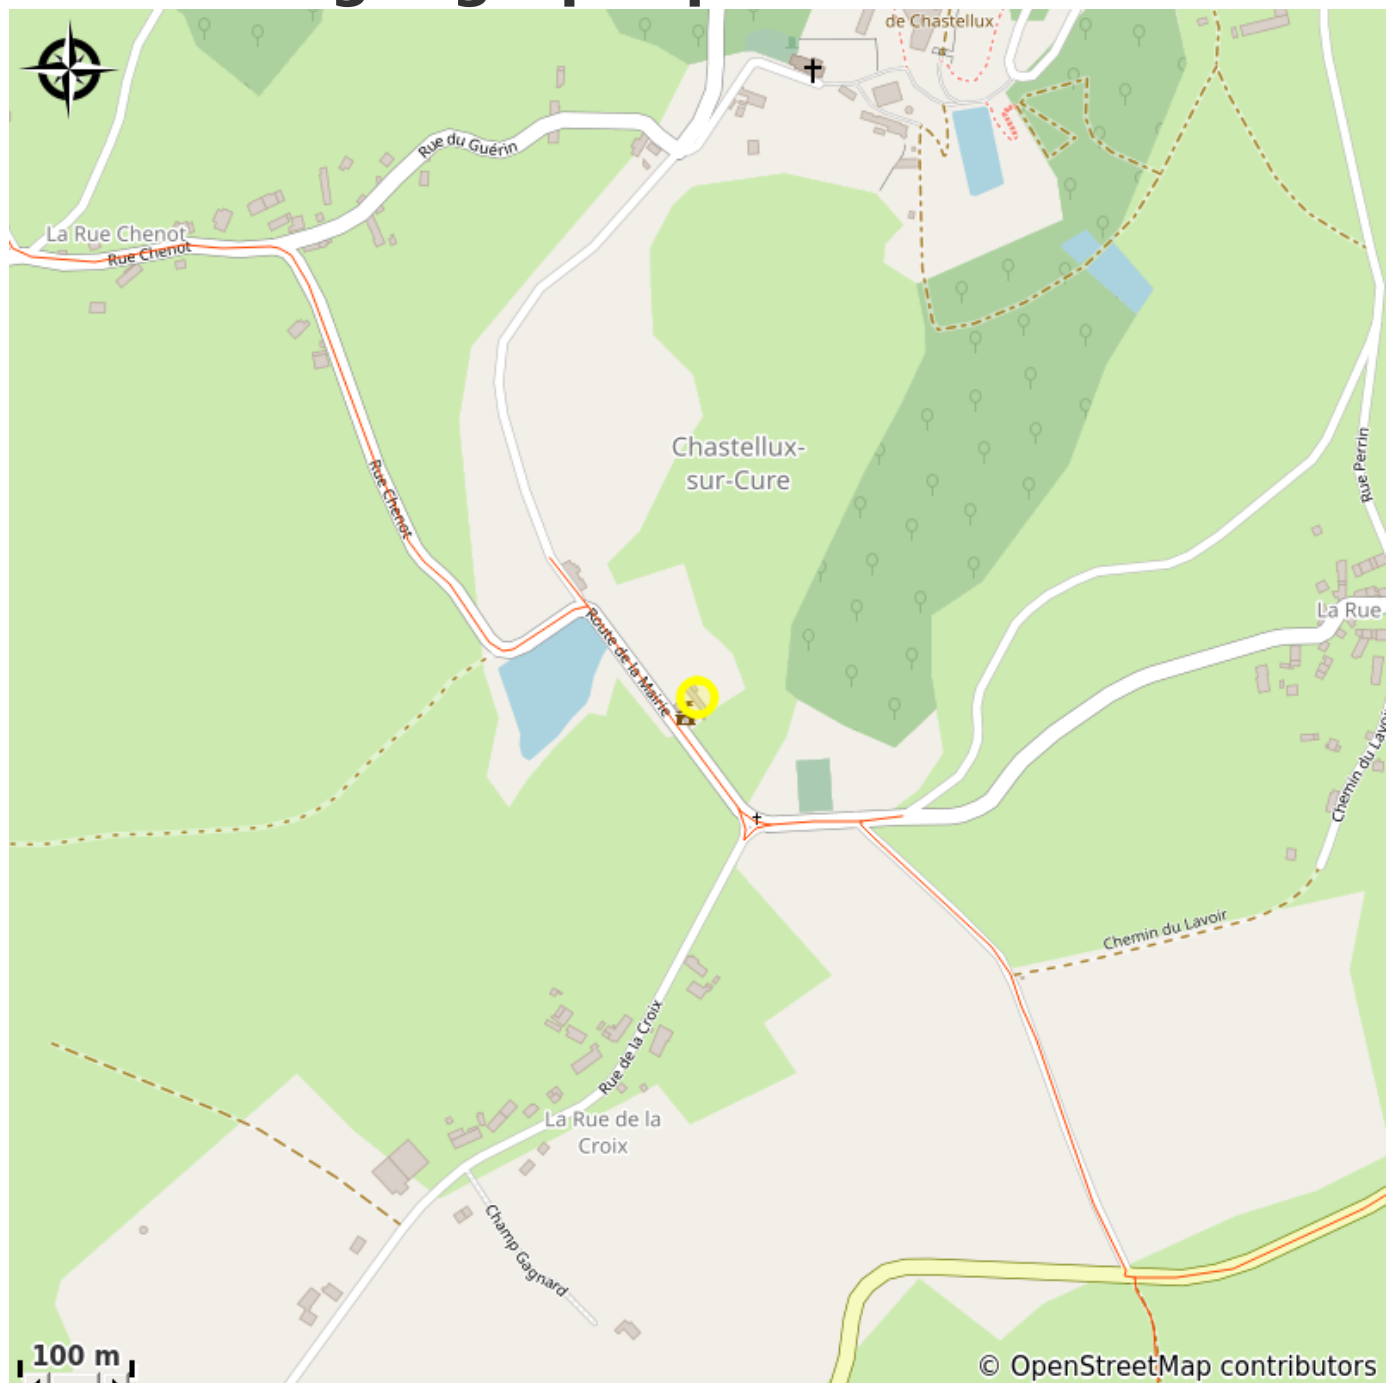 de Chastellux
Rue du Guérin
La Rue Chenot
Rue Chenot
Chastellux-
sur-Cure
Rue Perrin
Rue Chenot
La Rue
Route de la Mairie
Chemin du Lavoir
Chemin du Lavoir
Rue de la Croix
La Rue de la
Croix
Champ Gagnard
100 m
© OpenStreetMap contributors